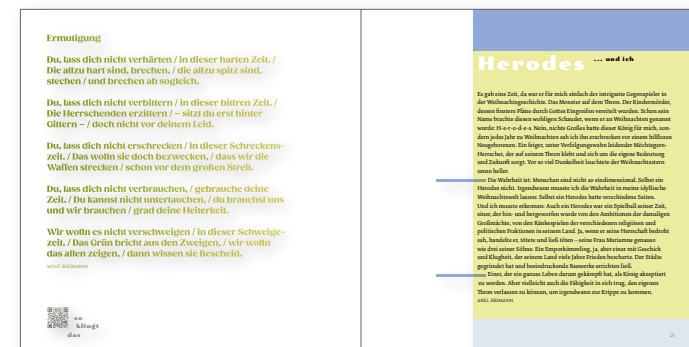 Ermutigung
Du, lass dich nicht verhärten / in dieser harten Zeit. /
Die allzu hart sind, brechen, / die allzu spitz sind,
stechen / und brechen ab sogleich.
Du, lass dich nicht verbittern / in dieser bittren Zeit. /
Die Herrschenden erzittern / – sitzt du erst hinter
Gittern – / doch nicht vor deinem Leid.
Du, lass dich nicht erschrecken / in dieser Schreckens-
zeit. / Das wolln sie doch bezwecken, / dass wir die
Waffen strecken / schon vor dem großen Streit.
Du, lass dich nicht verbrauchen, / gebrauche deine
Zeit. / Du kannst nicht untertauchen, / du brauchst uns
und wir brauchen / grad deine Heiterkeit.
Wir wolln es nicht verschweigen / in dieser Schweige-
zeit. / Das Grün bricht aus den Zweigen, / wir wolln
das allen zeigen, / dann wissen sie Bescheid.
WOLF BIERMANN
so
klingt
das
Herodes ... und ich
Es gab eine Zeit, da war er für mich einfach der intrigante Gegenspieler in
der Weihnachtsgeschichte. Das Monster auf dem Thron. Der Kindermörder,
dessen finstere Pläne durch Gottes Eingreifen vereitelt wurden. Schon sein
Name brachte diesen wohligen Schauder, wenn er an Weihnachten genannt
wurde: H-e-r-o-d-e-s. Nein, nichts Großes hatte dieser König für mich, son-
dern jedes Jahr zu Weihnachten sah ich ihn erschrocken vor einem hilflosen
Neugeborenen. Ein feiger, unter Verfolgungswahn leidender Möchtegern-
Herrscher, der auf seinem Thron klebt und sich um die eigene Bedeutung
und Zukunft sorgt. Vor so viel Dunkelheit leuchtete der Weihnachtsstern
umso heller.
Die Wahrheit ist: Menschen sind nicht so eindimensional. Selbst ein
Herodes nicht. Irgendwann musste ich die Wahrheit in meine idyllische
Weihnachtswelt lassen: Selbst ein Herodes hatte verschiedene Seiten.
Und ich musste erkennen: Auch ein Herodes war ein Spielball seiner Zeit,
einer, der hin- und hergeworfen wurde von den Ambitionen der damaligen
Großmächte, von den Ränkespielen der verschiedenen religiösen und
politischen Fraktionen in seinem Land. Ja, wenn er seine Herrschaft bedroht
sah, handelte er, tötete und ließ töten – seine Frau Mariamne genauso
wie drei seiner Söhne. Ein Emporkömmling, ja, aber einer mit Geschick
und Klugheit, der seinem Land viele Jahre Frieden bescherte. Der Städte
gegründet hat und beeindruckende Bauwerke errichten ließ.
Einer, der ein ganzes Leben darum gekämpft hat, als König akzeptiert
zu werden. Aber vielleicht auch die Fähigkeit in sich trug, den eigenen
Thron verlassen zu können, um irgendwann zur Krippe zu kommen.
AXEL REIMANN
21